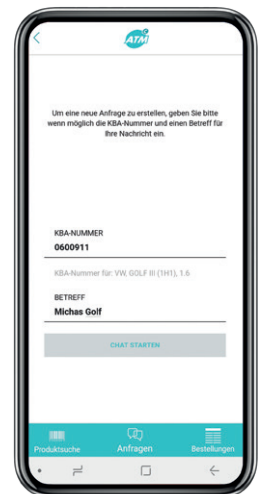 ATM
Um eine neue Anfrage zu erstellen, geben Sie bitte
wenn möglich die KBA-Nummer und einen Betreff für
Ihre Nachricht ein.
KBA-NUMMER
0600911
KBA-Nummer für: VW, GOLF III (1H1), 1.6
BETREFF
Michas Golf
CHAT STARTEN
Produktsuche
Anfragen
Bestellungen